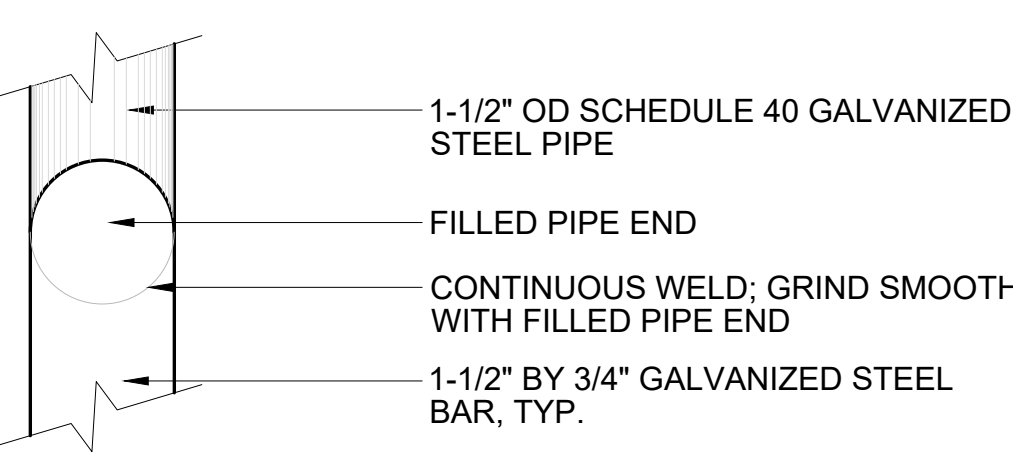 1-1/2" OD SCHEDULE 40 GALVANIZED
STEEL PIPE
FILLED PIPE END
CONTINUOUS WELD; GRIND SMOOTH
WITH FILLED PIPE END
1-1/2" BY 3/4" GALVANIZED STEEL
BAR, TYP.